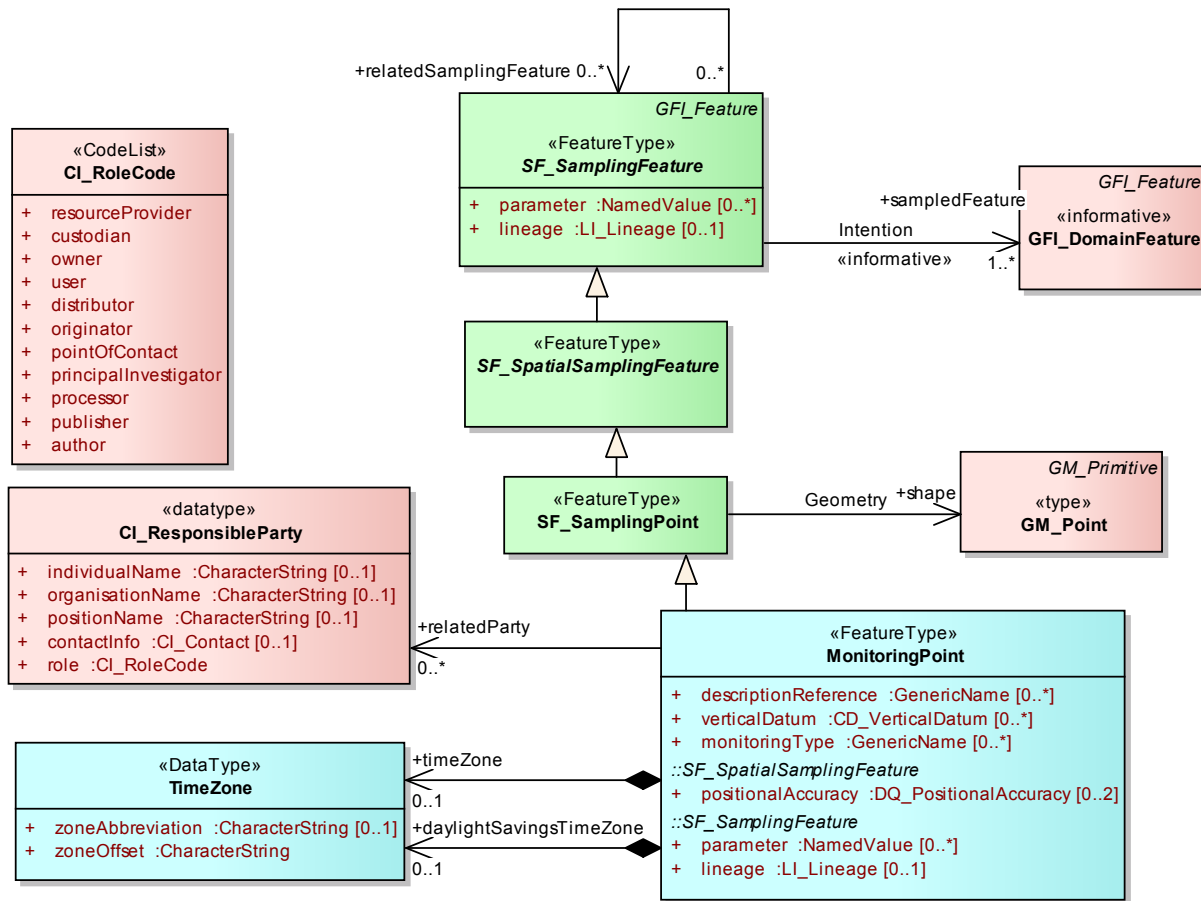 +relatedSamplingFeature 0..*
0..*
GFI_Feature
«FeatureType»
SF_SamplingFeature
+ parameter :NamedValue [0..*]
+ lineage :LI_Lineage [0..1]
«CodeList»
CI_RoleCode
+ resourceProvider
+ custodian
+ owner
+ user
+ distributor
+ originator
+ pointOfContact
+ principalInvestigator
+ processor
+ publisher
+ author
+sampledFeature
Intention
«informative»
1..*
GFI_Feature
«informative»
GFI_DomainFeature
«FeatureType»
SF_SpatialSamplingFeature
«FeatureType»
SF_SamplingPoint
Geometry
+shape
GM_Primitive
«type»
GM_Point
«datatype»
CI_ResponsibleParty
+ individualName :CharacterString [0..1]
+ organisationName :CharacterString [0..1]
+ positionName :CharacterString [0..1]
+ contactInfo :CI_Contact [0..1]
+ role :CI_RoleCode
+relatedParty
0..*
«FeatureType»
MonitoringPoint
+ descriptionReference :GenericName [0..*]
+ verticalDatum :CD_VerticalDatum [0..*]
+ monitoringType :GenericName [0..*]
::SF_SpatialSamplingFeature
+ positionalAccuracy :DQ_PositionalAccuracy [0..2]
::SF_SamplingFeature
+ parameter :NamedValue [0..*]
+ lineage :LI_Lineage [0..1]
«DataType»
TimeZone
+ zoneAbbreviation :CharacterString [0..1]
+ zoneOffset :CharacterString
+timeZone
0..1
+daylightSavingsTimeZone
0..1